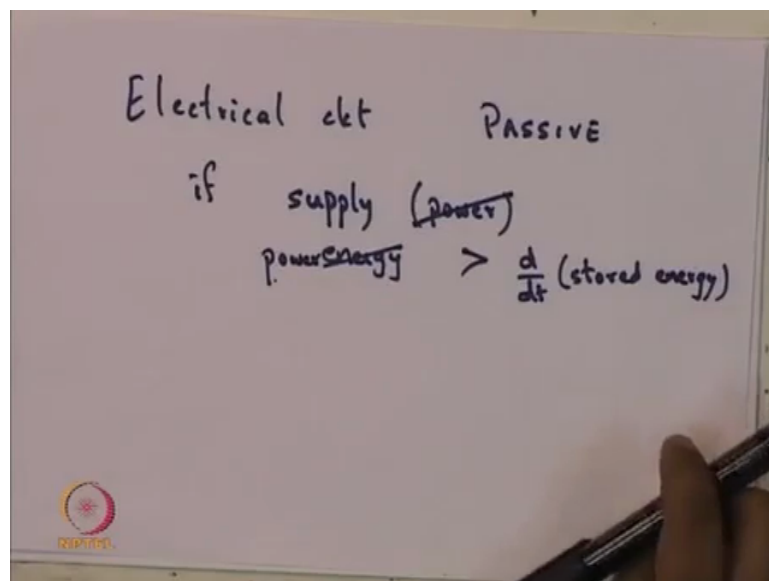 Electrical ckt PASSIVE
if supply (power)
power energy > d/dt (stored energy)
NPTEL